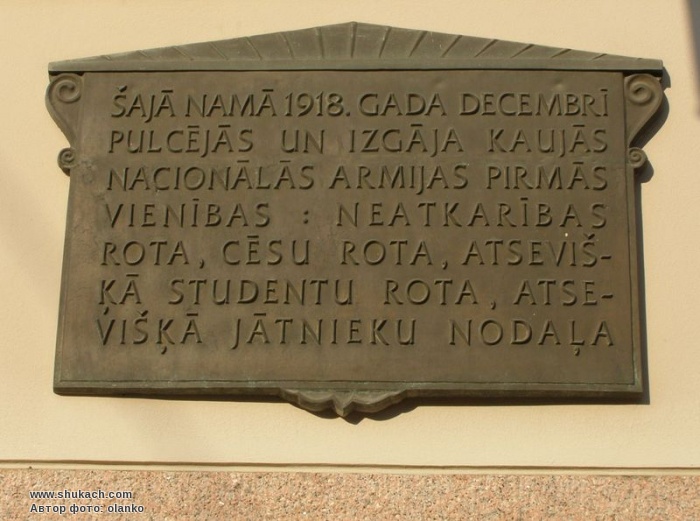 ŠAJĀ NAMĀ 1918. GADA DECEMBRĪ
PULCĒJĀS UN IZGĀJA KAUJĀS
NACIONĀLĀS ARMIJAS PIRMĀS
VIENĪBAS : NEATKARĪBAS
ROTA, CĒSU ROTA, ATSEVIŠ-
ĶĀ STUDENTU ROTA, ATSE-
VIŠĶĀ JĀTNIEKU NODAĻA
www.shukach.com
Автор фото: olanko